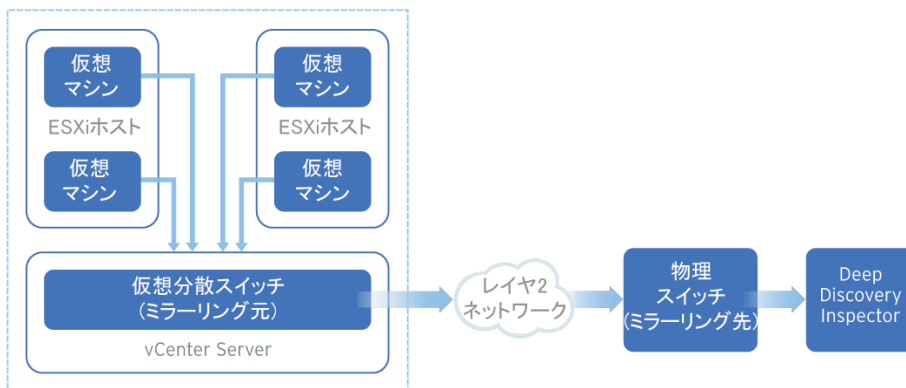 仮想
マシン
ESXiホスト
仮想
マシン
仮想
マシン
ESXiホスト
仮想
マシン
仮想分散スイッチ
(ミラーリング元)
vCenter Server
レイヤ2
ネットワーク
物理
スイッチ
(ミラーリング先)
Deep
Discovery
Inspector